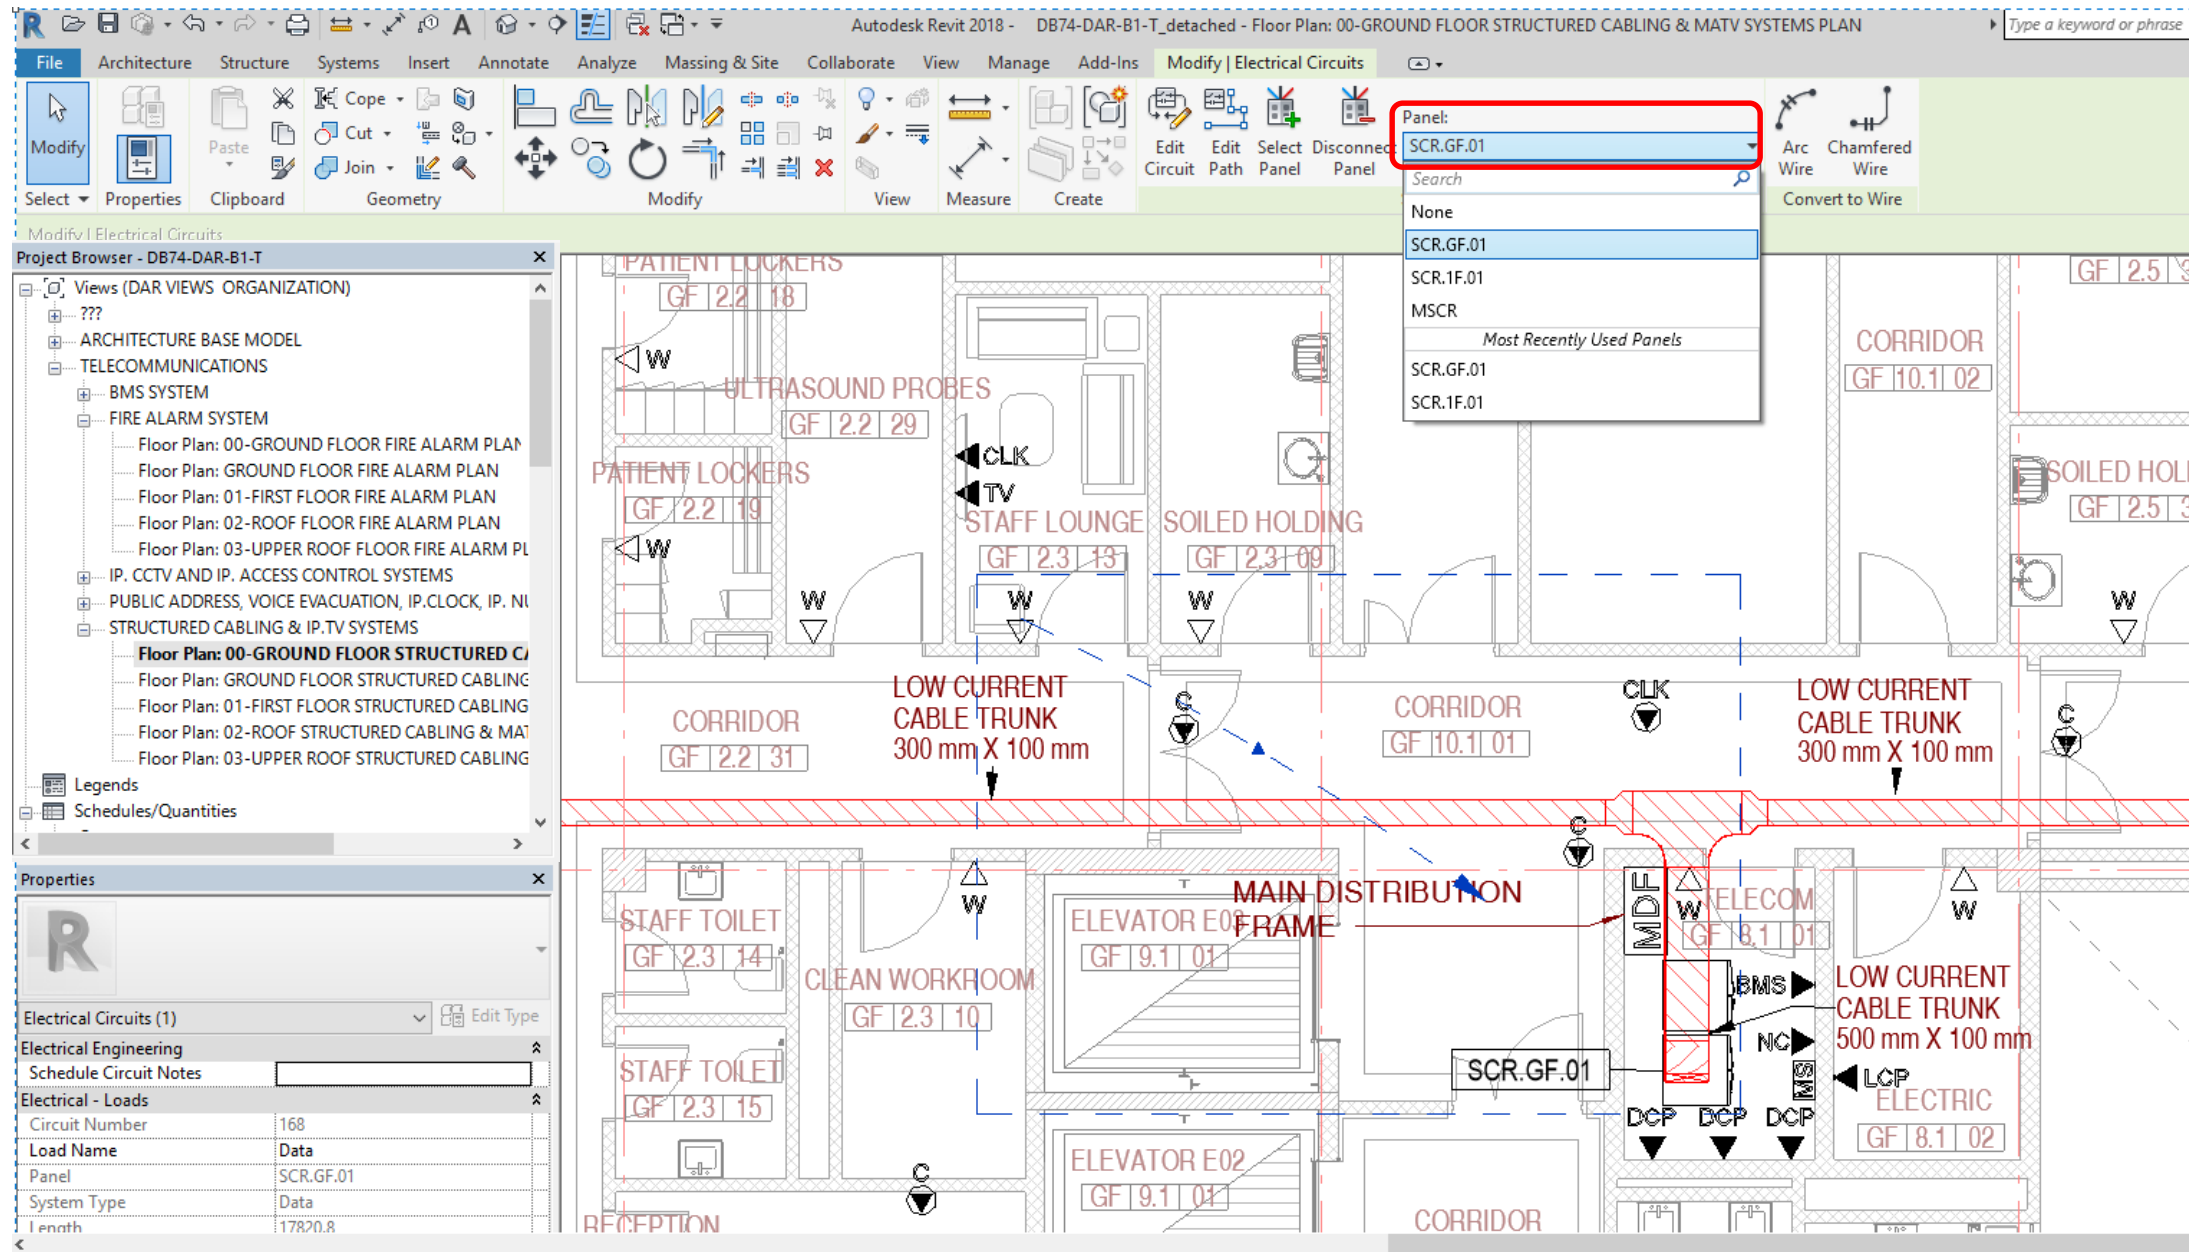 Autodesk Revit 2018 -     DB74-DAR-B1-T_detached - Floor Plan: 00-GROUND FLOOR STRUCTURED CABLING & MATV SYSTEMS PLAN
Type a keyword or phrase
File Architecture Structure Systems Insert Annotate Analyze Massing & Site Collaborate View Manage Add-Ins Modify | Electrical Circuits
Modify
Paste
Cope
Cut
Join
Edit Circuit
Edit Path
Select Panel
Disconnect Panel
Panel:
SCR.GF.01
Arc Wire
Chamfered Wire
Select Properties Clipboard Geometry Modify View Measure Create Convert to Wire
Search
None
SCR.GF.01
SCR.1F.01
MSCR
Most Recently Used Panels
SCR.GF.01
SCR.1F.01
Modify | Electrical Circuits
Project Browser - DB74-DAR-B1-T
Views (DAR VIEWS ORGANIZATION)
???
ARCHITECTURE BASE MODEL
TELECOMMUNICATIONS
BMS SYSTEM
FIRE ALARM SYSTEM
Floor Plan: 00-GROUND FLOOR FIRE ALARM PLAN
Floor Plan: GROUND FLOOR FIRE ALARM PLAN
Floor Plan: 01-FIRST FLOOR FIRE ALARM PLAN
Floor Plan: 02-ROOF FLOOR FIRE ALARM PLAN
Floor Plan: 03-UPPER ROOF FLOOR FIRE ALARM PL
IP. CCTV AND IP. ACCESS CONTROL SYSTEMS
PUBLIC ADDRESS, VOICE EVACUATION, IP.CLOCK, IP. NU
STRUCTURED CABLING & IP.TV SYSTEMS
Floor Plan: 00-GROUND FLOOR STRUCTURED CA
Floor Plan: GROUND FLOOR STRUCTURED CABLING
Floor Plan: 01-FIRST FLOOR STRUCTURED CABLING
Floor Plan: 02-ROOF STRUCTURED CABLING & MAT
Floor Plan: 03-UPPER ROOF STRUCTURED CABLING
Legends
Schedules/Quantities
Properties
Electrical Circuits (1)
Edit Type
Electrical Engineering
Schedule Circuit Notes
Electrical - Loads
Circuit Number 168
Load Name Data
Panel SCR.GF.01
System Type Data
Length 17820.8
PATIENT LOCKERS
GF 2.2 18
W
ULTRASOUND PROBES
GF 2.2 29
PATIENT LOCKERS
GF 2.2 19
W
CLK
TV
STAFF LOUNGE
GF 2.3 13
SOILED HOLDING
GF 2.3 09
CORRIDOR
GF 10.1 02
GF 2.5
SOILED HOL
GF 2.5
W
W
W
W
LOW CURRENT
CABLE TRUNK
300 mm X 100 mm
CORRIDOR
GF 2.2 31
C
CORRIDOR
GF 10.1 01
CLK
LOW CURRENT
CABLE TRUNK
300 mm X 100 mm
C
C
STAFF TOILET
GF 2.3 14
W
CLEAN WORKROOM
GF 2.3 10
ELEVATOR E03
GF 9.1 01
MAIN DISTRIBUTION
FRAME
MDF
W
TELECOM
GF 8.1 01
W
BMS
LOW CURRENT
CABLE TRUNK
500 mm X 100 mm
NC
MS
LCP
SCR.GF.01
STAFF TOILET
GF 2.3 15
DCP DCP DCP
ELECTRIC
GF 8.1 02
ELEVATOR E02
GF 9.1 01
C
RECEPTION
CORRIDOR